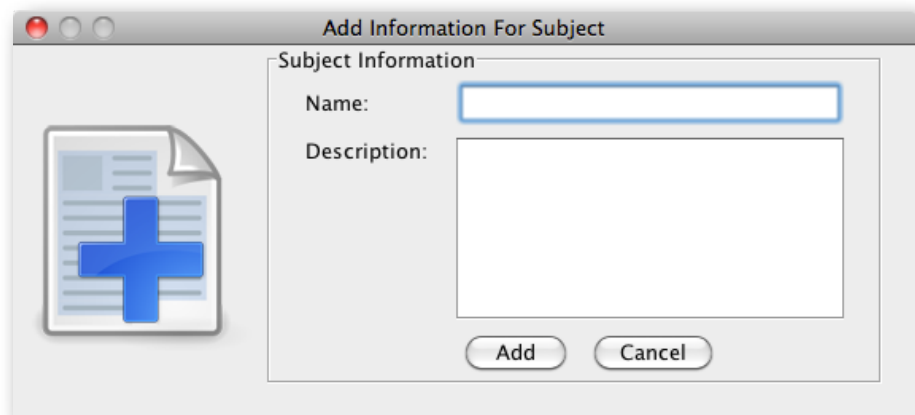 Add Information For Subject
Subject Information
Name:
Description:
Add Cancel